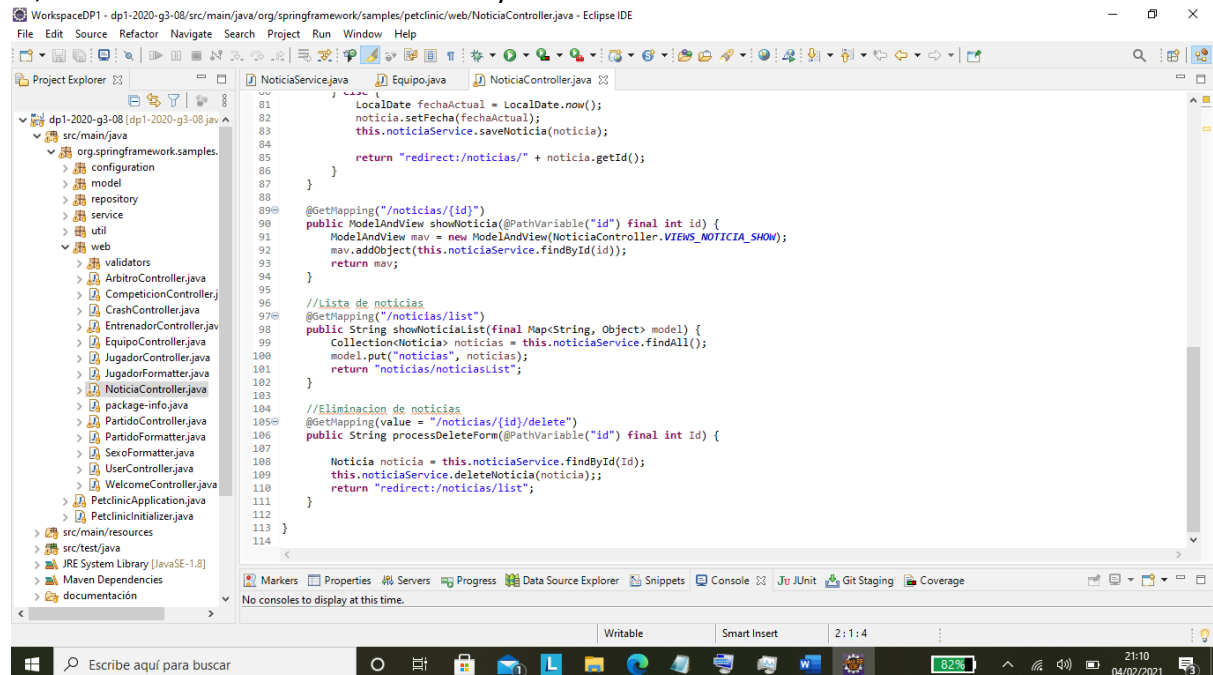 WorkspaceDP1 - dp1-2020-g3-08/src/main/java/org/springframework/samples/petclinic/web/NoticiaController.java - Eclipse IDE
File Edit Source Refactor Navigate Search Project Run Window Help
Project Explorer
NoticiaService.java Equipo.java NoticiaController.java
dp1-2020-g3-08 [dp1-2020-g3-08 jav
src/main/java
org.springframework.samples.
configuration
model
repository
service
util
web
validators
ArbitroController.java
CompeticionController.j
CrashController.java
EntrenadorController.jav
EquipoController.java
JugadorController.java
JugadorFormatter.java
NoticiaController.java
package-info.java
PartidoController.java
PartidoFormatter.java
SexoFormatter.java
UserController.java
WelcomeController.java
PetclinicApplication.java
PetclinicInitializer.java
src/main/resources
src/test/java
JRE System Library [JavaSE-1.8]
Maven Dependencies
documentación
80 } else {
81 LocalDate fechaActual = LocalDate.now();
82 noticia.setFecha(fechaActual);
83 this.noticiaService.saveNoticia(noticia);
84
85 return "redirect:/noticias/" + noticia.getId();
86 }
87 }
88
89 @GetMapping("/noticias/{id}")
90 public ModelAndView showNoticia(@PathVariable("id") final int id) {
91 ModelAndView mav = new ModelAndView(NoticiaController.VIEWS_NOTICIA_SHOW);
92 mav.addObject(this.noticiaService.findById(id));
93 return mav;
94 }
95
96 //Lista de noticias
97 @GetMapping("/noticias/list")
98 public String showNoticiaList(final Map<String, Object> model) {
99 Collection<Noticia> noticias = this.noticiaService.findAll();
100 model.put("noticias", noticias);
101 return "noticias/noticiasList";
102 }
103
104 //Eliminacion de noticias
105 @GetMapping(value = "/noticias/{id}/delete")
106 public String processDeleteForm(@PathVariable("id") final int Id) {
107
108 Noticia noticia = this.noticiaService.findById(Id);
109 this.noticiaService.deleteNoticia(noticia);;
110 return "redirect:/noticias/list";
111 }
112
113 }
114
Markers Properties Servers Progress Data Source Explorer Snippets Console JUnit Git Staging Coverage
No consoles to display at this time.
Writable Smart Insert 2 : 1 : 4
Escribe aquí para buscar
82%
21:10
04/02/2021